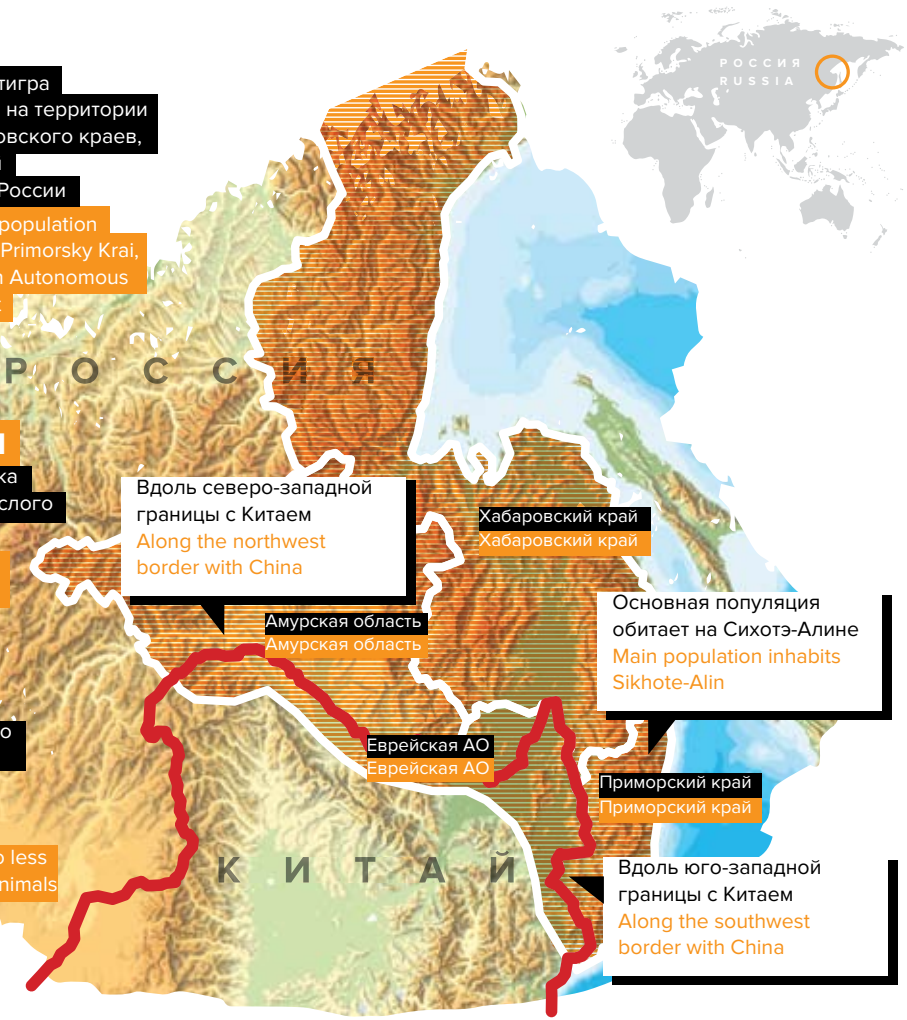 РОССИЯ
RUSSIA
тигра
на территории
овского краев,
России
population
Primorsky Krai,
Autonomous
РОССИЯ
ка
слого
Вдоль северо-западной
границы с Китаем
Along the northwest
border with China
Хабаровский край
Хабаровский край
Основная популяция
обитает на Сихотэ-Алине
Main population inhabits
Sikhote-Alin
Амурская область
Амурская область
о
Еврейская АО
Еврейская АО
Приморский край
Приморский край
less
nimals
КИТАЙ
Вдоль юго-западной
границы с Китаем
Along the southwest
border with China